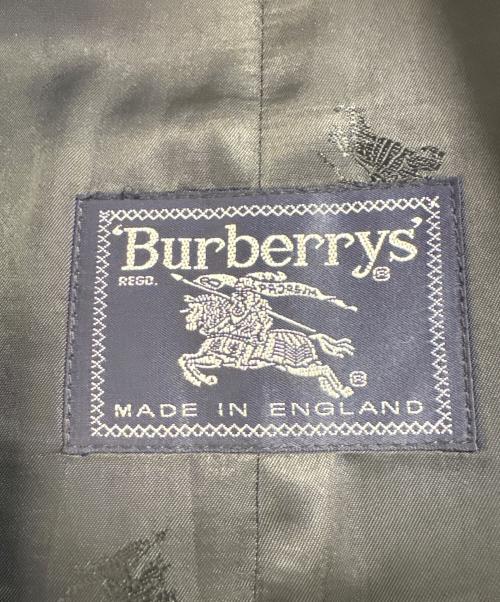 'Burberrys'®
REGD.
PRORSUM
®
MADE IN ENGLAND